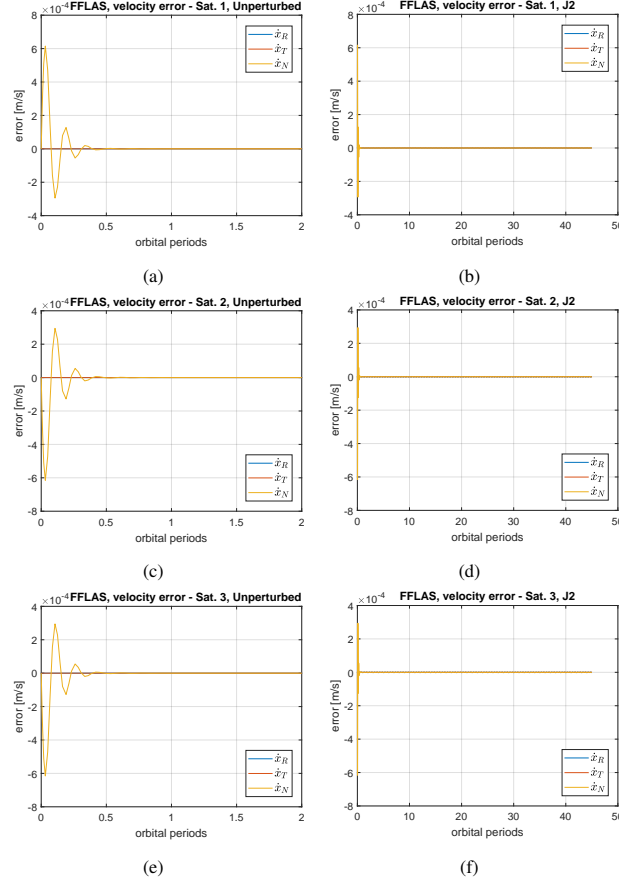 ×10⁻⁴ FFLAS, velocity error - Sat. 1, Unperturbed
8
6
4
2
0
-2
-4
error [m/s]
ẋ_R
ẋ_T
ẋ_N
0 0.5 1 1.5 2
orbital periods
(a)
×10⁻⁴ FFLAS, velocity error - Sat. 1, J2
8
6
4
2
0
-2
-4
error [m/s]
ẋ_R
ẋ_T
ẋ_N
0 10 20 30 40 50
orbital periods
(b)
×10⁻⁴ FFLAS, velocity error - Sat. 2, Unperturbed
4
2
0
-2
-4
-6
-8
error [m/s]
ẋ_R
ẋ_T
ẋ_N
0 0.5 1 1.5 2
orbital periods
(c)
×10⁻⁴ FFLAS, velocity error - Sat. 2, J2
4
2
0
-2
-4
-6
-8
error [m/s]
ẋ_R
ẋ_T
ẋ_N
0 10 20 30 40 50
orbital periods
(d)
×10⁻⁴ FFLAS, velocity error - Sat. 3, Unperturbed
4
2
0
-2
-4
-6
-8
error [m/s]
ẋ_R
ẋ_T
ẋ_N
0 0.5 1 1.5 2
orbital periods
(e)
×10⁻⁴ FFLAS, velocity error - Sat. 3, J2
4
2
0
-2
-4
-6
-8
error [m/s]
ẋ_R
ẋ_T
ẋ_N
0 10 20 30 40 50
orbital periods
(f)